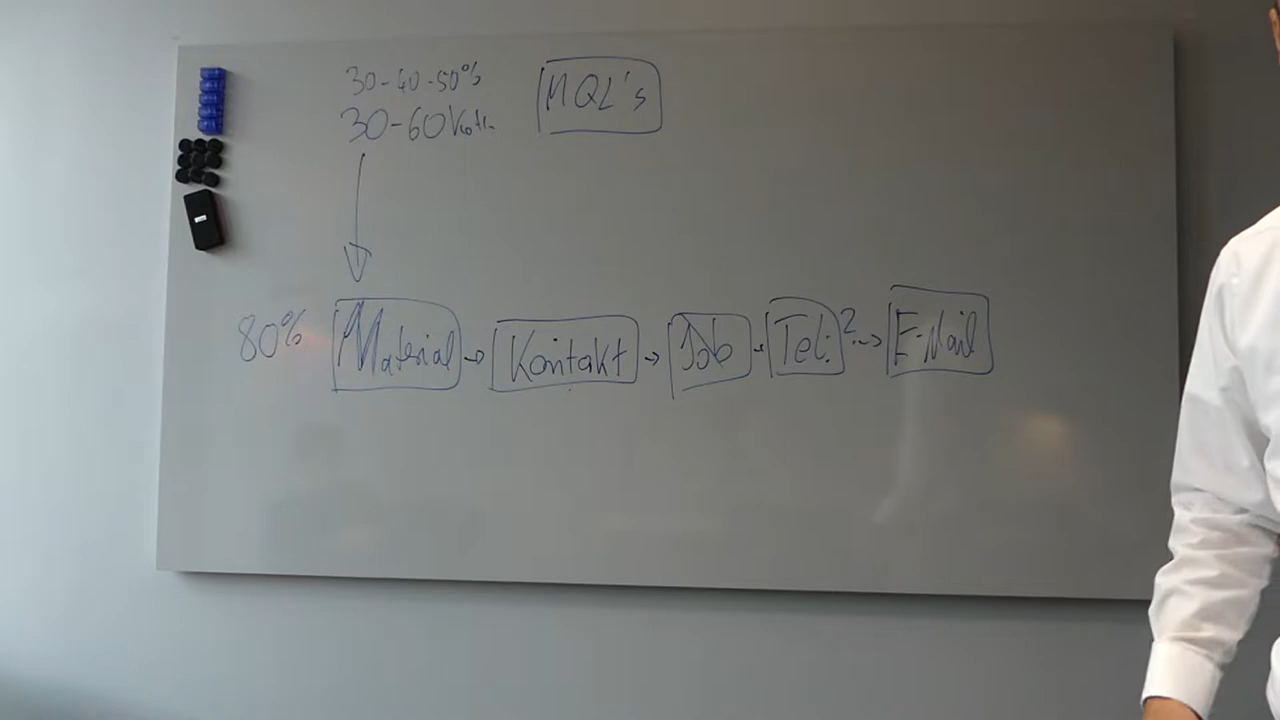 30-40-50%
MQL's
30-60
80% Material → Kontakt → Job → Tel: ? → E-Mail